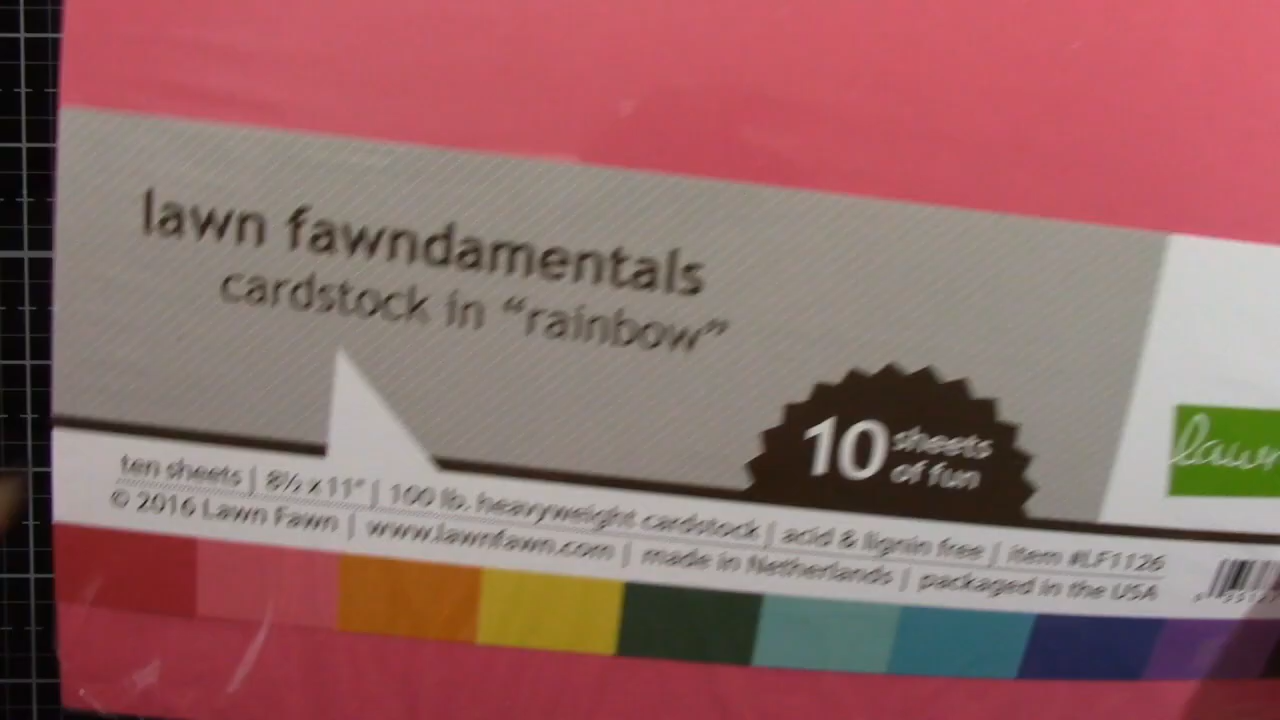 lawn fawndamentals
cardstock in “rainbow”
10 sheets
of fun
lawn
ten sheets | 8½ x 11" | 100 lb. heavyweight cardstock | acid & lignin free | item #LF1126
© 2016 Lawn Fawn | www.lawnfawn.com | made in Netherlands | packaged in the USA